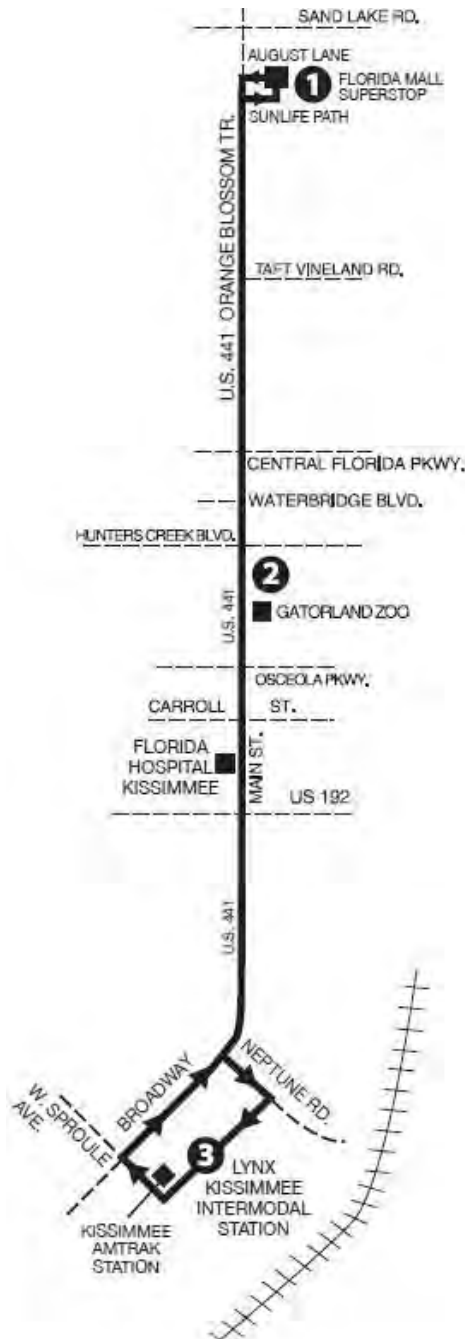 SAND LAKE RD.
AUGUST LANE
1
FLORIDA MALL
SUPERSTOP
SUNLIFE PATH
U.S. 441 ORANGE BLOSSOM TR.
TAFT VINELAND RD.
CENTRAL FLORIDA PKWY.
WATERBRIDGE BLVD.
HUNTERS CREEK BLVD.
2
U.S. 441
GATORLAND ZOO
OSCEOLA PKWY.
CARROLL ST.
FLORIDA
HOSPITAL
KISSIMMEE
MAIN ST.
US 192
U.S. 441
BROADWAY
NEPTUNE RD.
W. SPROULE
AVE.
3
LYNX
KISSIMMEE
INTERMODAL
STATION
KISSIMMEE
AMTRAK
STATION